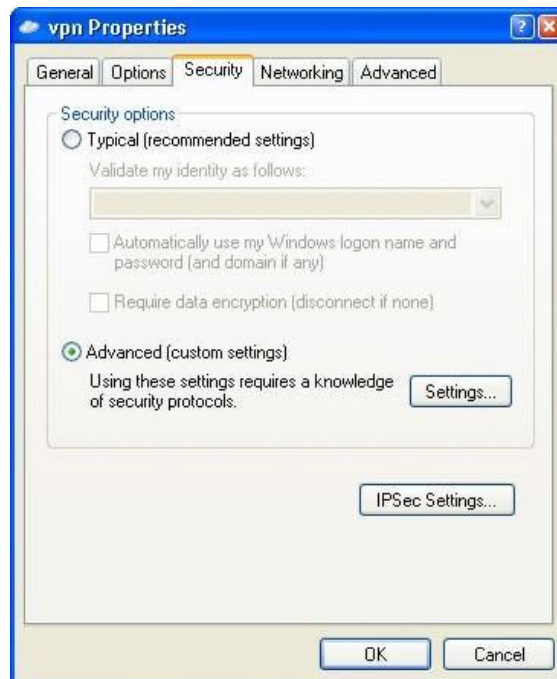 vpn Properties
General Options Security Networking Advanced
Security options
Typical (recommended settings)
Validate my identity as follows:
Automatically use my Windows logon name and
password (and domain if any)
Require data encryption (disconnect if none)
Advanced (custom settings)
Using these settings requires a knowledge
of security protocols.
Settings...
IPSec Settings...
OK Cancel